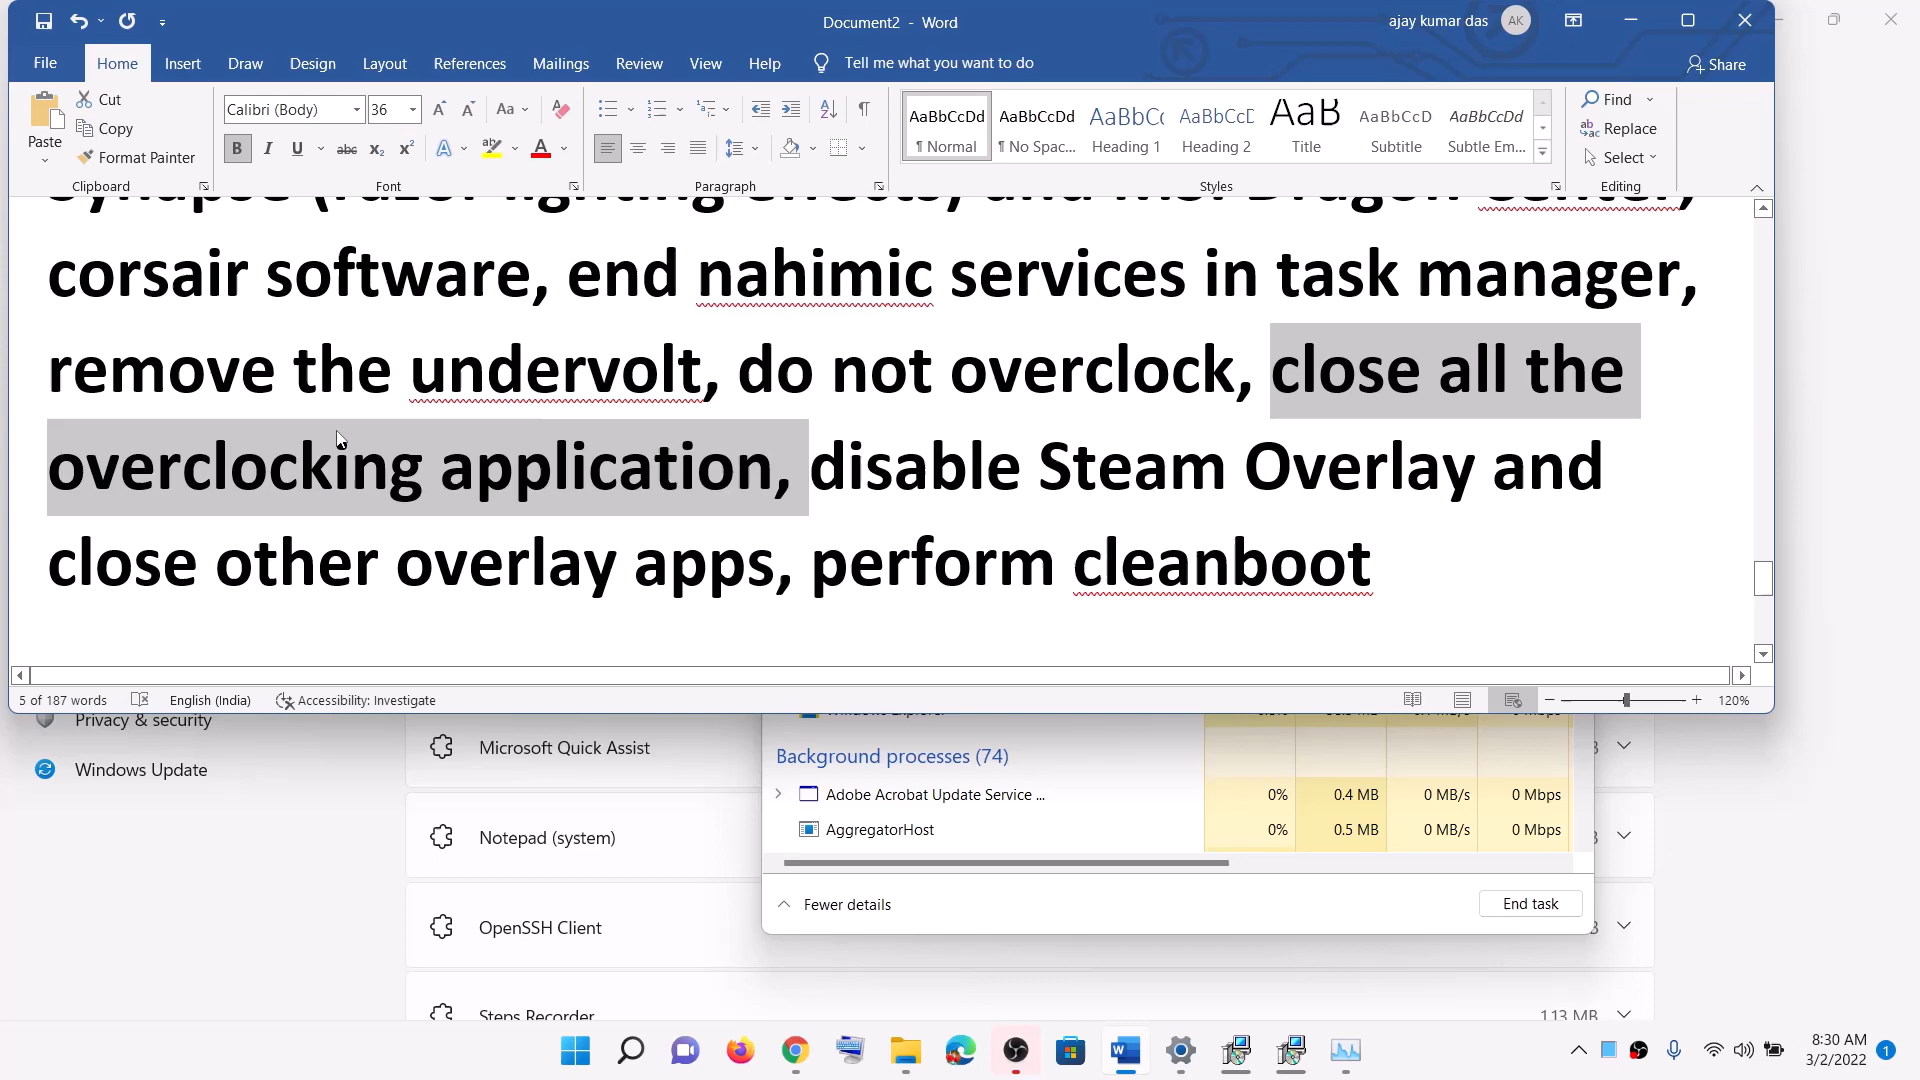 Document2 - Word
ajay kumar das AK
File Home Insert Draw Design Layout References Mailings Review View Help Tell me what you want to do Share
Paste
Cut
Copy
Format Painter
Clipboard
Calibri (Body) 36
Font
Paragraph
AaBbCcDd AaBbCcDd AaBbC AaBbCcD AaB AaBbCcD AaBbCcDd
¶ Normal ¶ No Spac... Heading 1 Heading 2 Title Subtitle Subtle Em...
Styles
Find
Replace
Select
Editing
corsair software, end nahimic services in task manager,
remove the undervolt, do not overclock, close all the
overclocking application, disable Steam Overlay and
close other overlay apps, perform cleanboot
5 of 187 words English (India) Accessibility: Investigate 120%
Privacy & security
Windows Update
Microsoft Quick Assist
Notepad (system)
OpenSSH Client
Steps Recorder
1.13 MB
Background processes (74)
Adobe Acrobat Update Service ... 0% 0.4 MB 0 MB/s 0 Mbps
AggregatorHost 0% 0.5 MB 0 MB/s 0 Mbps
Fewer details End task
8:30 AM
3/2/2022
1